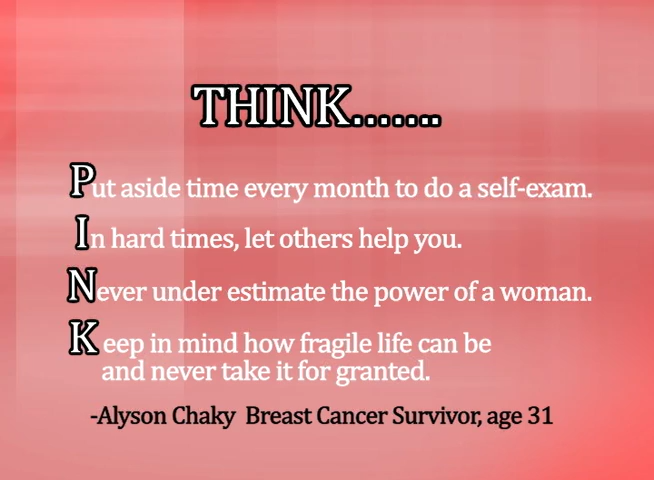 THINK.......
Put aside time every month to do a self-exam.
In hard times, let others help you.
Never under estimate the power of a woman.
Keep in mind how fragile life can be
and never take it for granted.
-Alyson Chaky  Breast Cancer Survivor, age 31